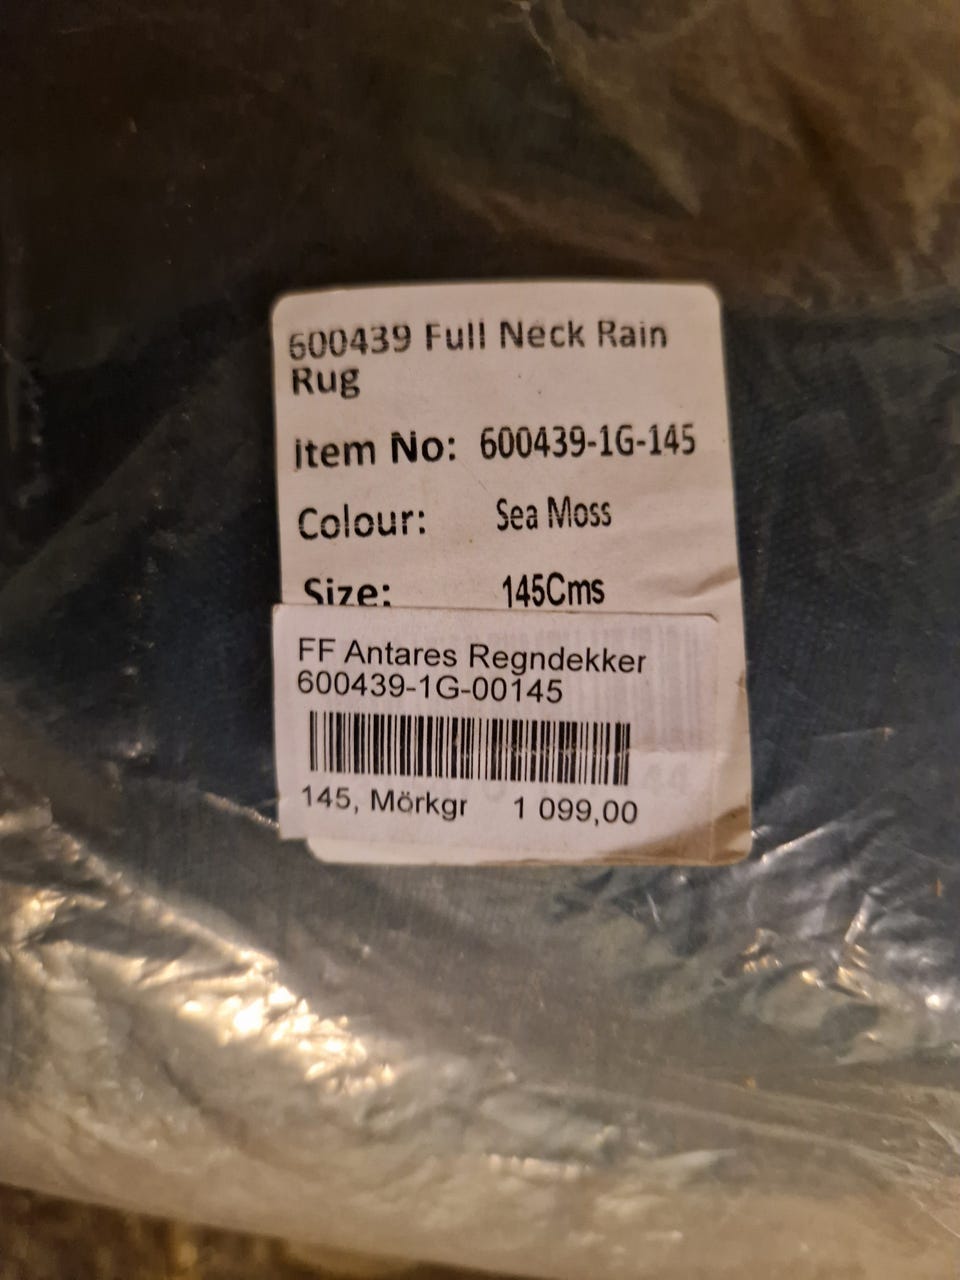 600439 Full Neck Rain
Rug
Item No: 600439-1G-145
Colour: Sea Moss
Size: 145Cms
FF Antares Regndekker
600439-1G-00145
145, Mörkgr 1 099,00